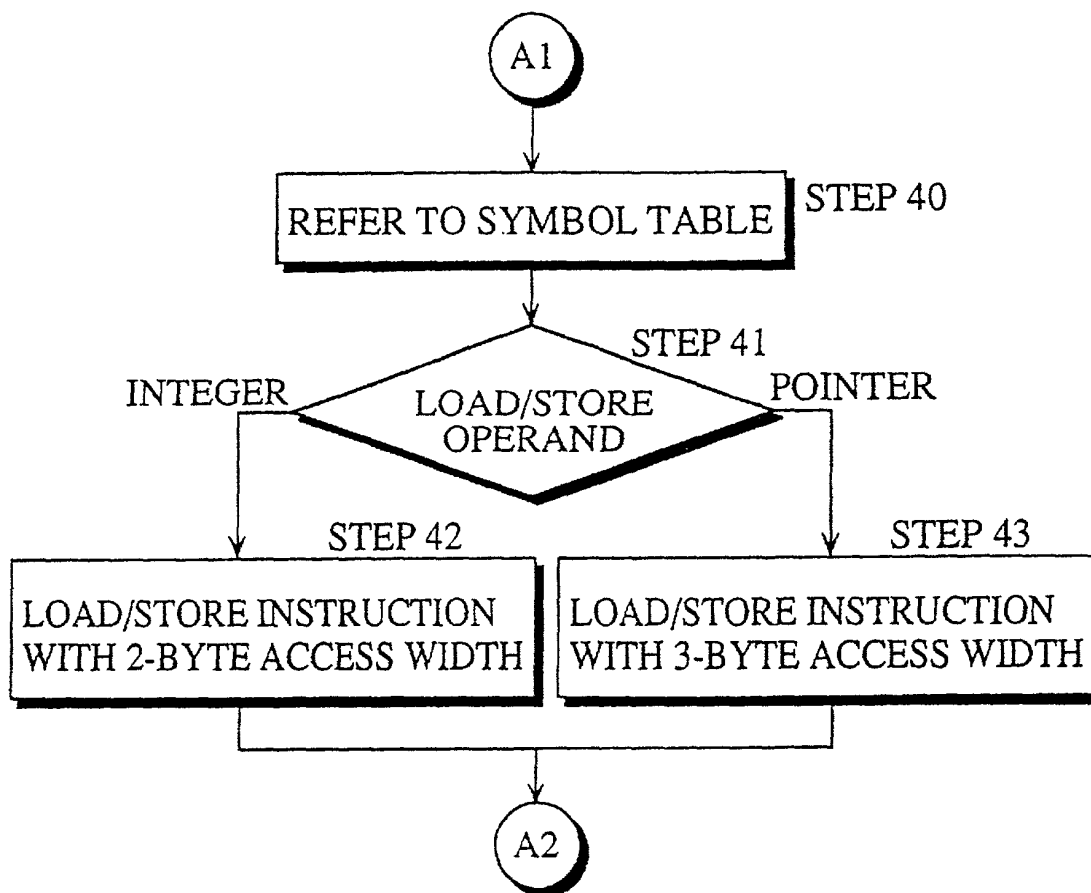 A1
REFER TO SYMBOL TABLE
STEP 40
STEP 41
INTEGER
LOAD/STORE
OPERAND
POINTER
STEP 42
LOAD/STORE INSTRUCTION
WITH 2-BYTE ACCESS WIDTH
STEP 43
LOAD/STORE INSTRUCTION
WITH 3-BYTE ACCESS WIDTH
A2